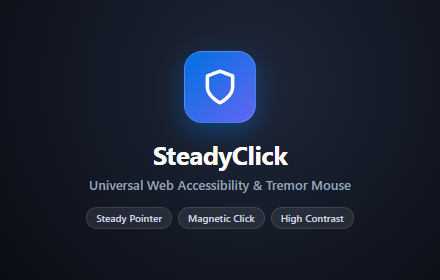 SteadyClick
Universal Web Accessibility & Tremor Mouse
Steady Pointer Magnetic Click High Contrast